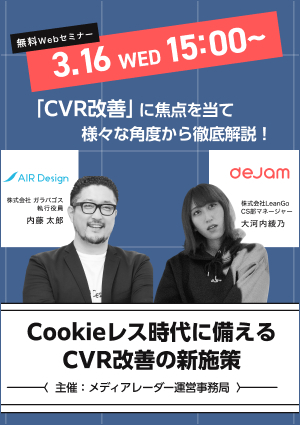 無料Webセミナー
3.16 WED 15:00~
「CVR改善」に焦点を当て
様々な角度から徹底解説！
AIR Design
株式会社 ガラパゴス
執行役員
内藤 太郎
DEJAM
株式会社LeanGo
CS部マネージャー
大河内綾乃
Cookieレス時代に備える
CVR改善の新施策
主催：メディアレーダー運営事務局